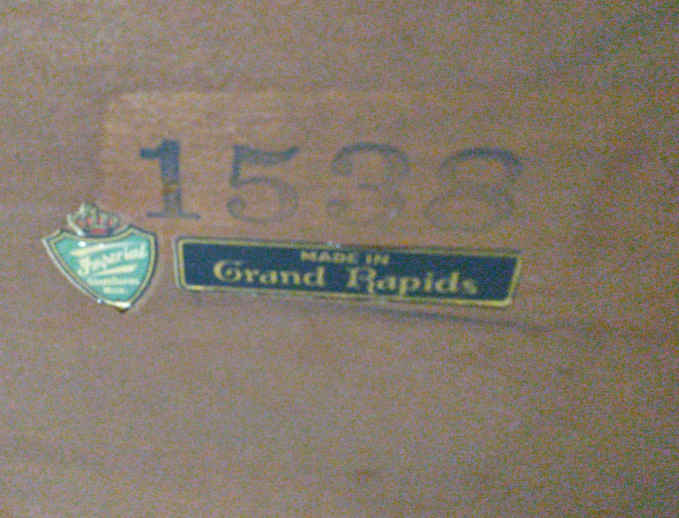 1538
Imperial
MADE IN
Grand Rapids